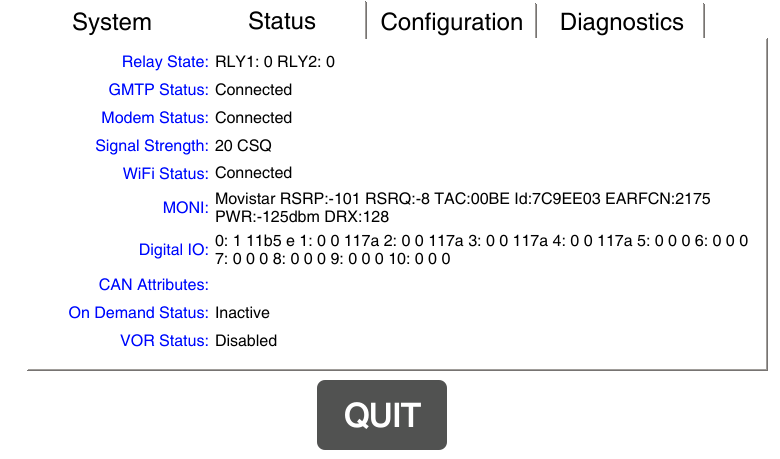 System Status Configuration Diagnostics
Relay State: RLY1: 0 RLY2: 0
GMTP Status: Connected
Modem Status: Connected
Signal Strength: 20 CSQ
WiFi Status: Connected
MONI: Movistar RSRP:-101 RSRQ:-8 TAC:00BE Id:7C9EE03 EARFCN:2175
PWR:-125dbm DRX:128
Digital IO: 0: 1 11b5 e 1: 0 0 117a 2: 0 0 117a 3: 0 0 117a 4: 0 0 117a 5: 0 0 0 6: 0 0 0
7: 0 0 0 8: 0 0 0 9: 0 0 0 10: 0 0 0
CAN Attributes:
On Demand Status: Inactive
VOR Status: Disabled
QUIT